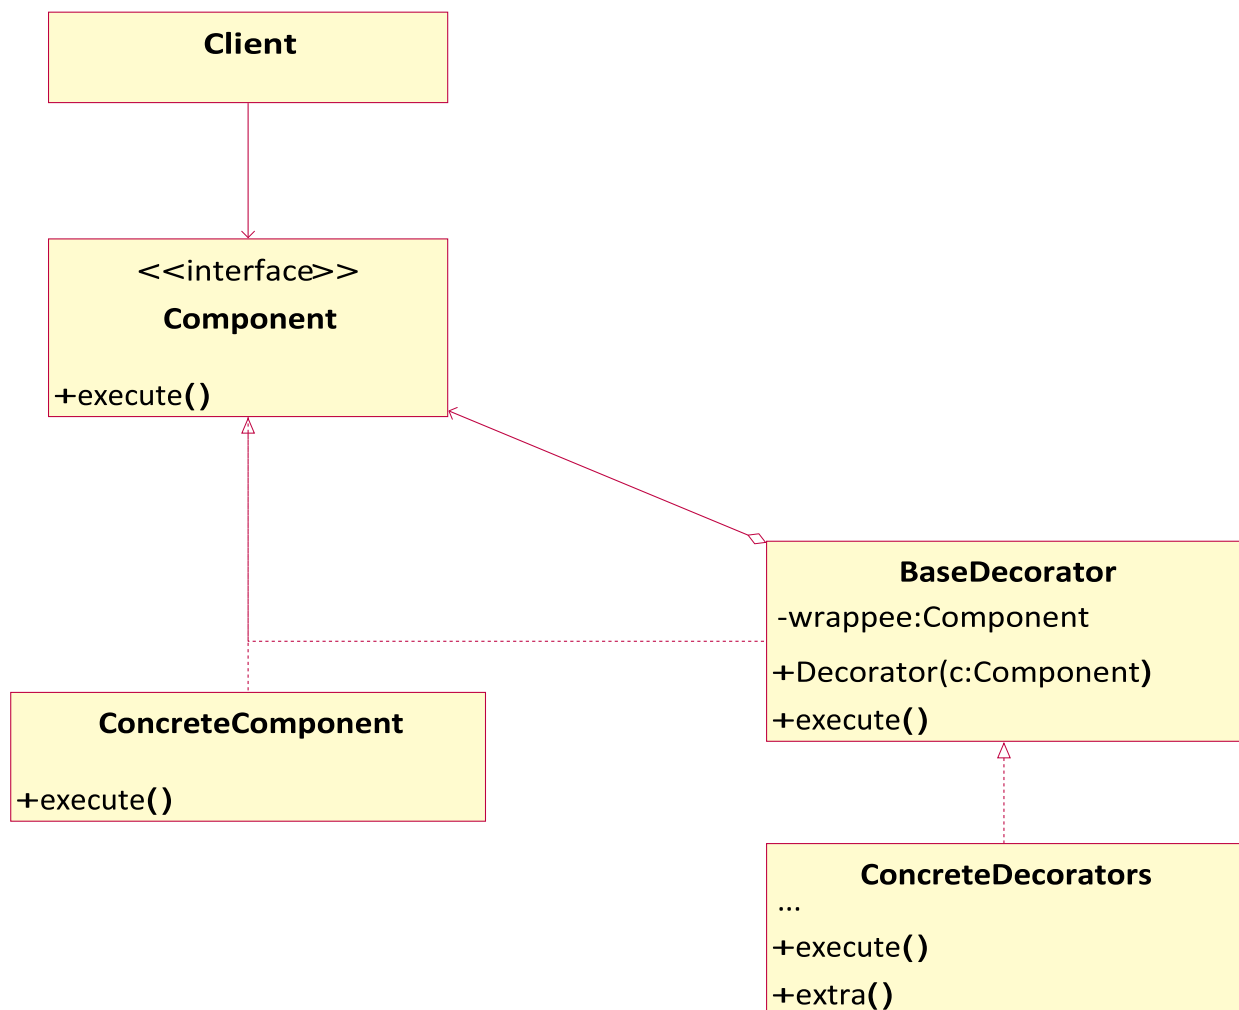 Client
<<interface>>
Component
+execute()
BaseDecorator
-wrappee:Component
+Decorator(c:Component)
+execute()
ConcreteComponent
+execute()
ConcreteDecorators
...
+execute()
+extra()